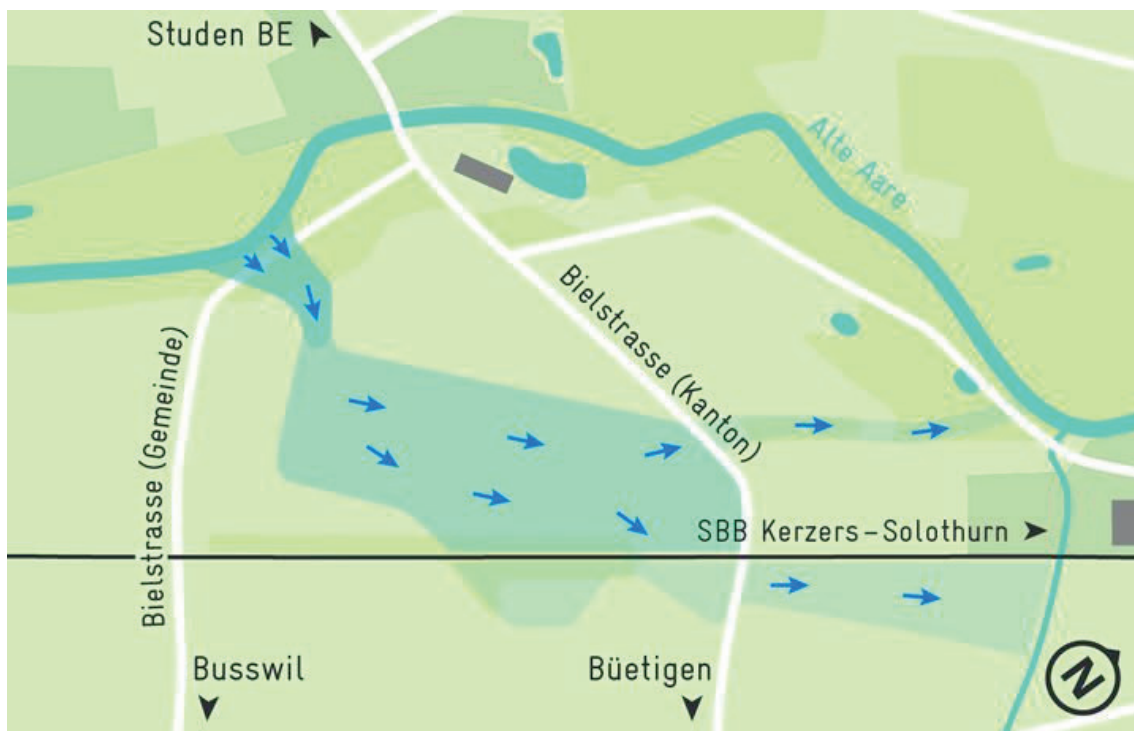 Studen BE
Alte Aare
Bielstrasse (Kanton)
Bielstrasse (Gemeinde)
SBB Kerzers–Solothurn
Busswil
Büetigen
N